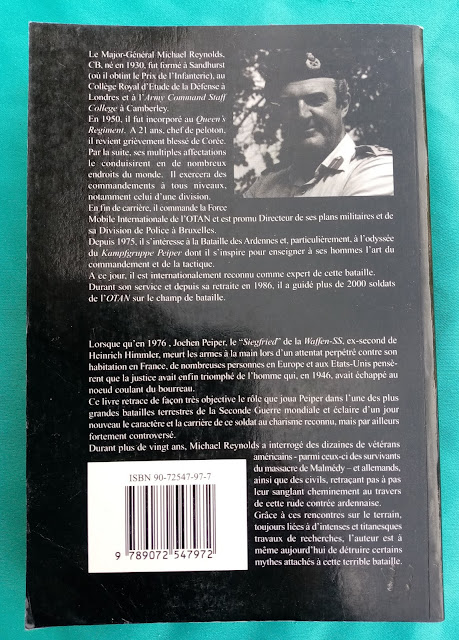 Le Major-Général Michael Reynolds,
CB, né en 1930, fut formé à Sandhurst
(où il obtint le Prix de l'Infanterie), au
Collège Royal d'Etude de la Défense à
Londres et à l'Army Command Staff
College à Camberley.
En 1950, il fut incorporé au Queen's
Regiment. A 21 ans, chef de peloton,
il revient grièvement blessé de Corée.
Par la suite, ses multiples affectations
le conduisirent en de nombreux
endroits du monde. Il exercera des
commandements à tous niveaux,
notamment celui d'une division.
En fin de carrière, il commande la Force
Mobile Internationale de l'OTAN et est promu Directeur de ses plans militaires et de
sa Division de Police à Bruxelles.
Depuis 1975, il s'intéresse à la Bataille des Ardennes et, particulièrement, à l'odyssée
du Kampfgruppe Peiper dont il s'inspire pour enseigner à ses hommes l'art du
commandement et de la tactique.
A ce jour, il est internationalement reconnu comme expert de cette bataille.
Durant son service et depuis sa retraite en 1986, il a guidé plus de 2000 soldats
de l'OTAN sur le champ de bataille.
Lorsque qu'en 1976 , Jochen Peiper, le "Siegfried" de la Waffen-SS, ex-second de
Heinrich Himmler, meurt les armes à la main lors d'un attentat perpétré contre son
habitation en France, de nombreuses personnes en Europe et aux Etats-Unis pensè-
rent que la justice avait enfin triomphé de l'homme qui, en 1946, avait échappé au
noeud coulant du bourreau.
Ce livre retrace de façon très objective le rôle que joua Peiper dans l'une des plus
grandes batailles terrestres de la Seconde Guerre mondiale et éclaire d'un jour
nouveau le caractère et la carrière de ce soldat au charisme reconnu, mais par ailleurs
fortement controversé.
Durant plus de vingt ans, Michael Reynolds a interrogé des dizaines de vétérans
américains - parmi ceux-ci des survivants
du massacre de Malmédy – et allemands,
ainsi que des civils, retraçant pas à pas
leur sanglant cheminement au travers
de cette rude contrée ardennaise.
Grâce à ces rencontres sur le terrain,
toujours liées à d'intenses et titanesques
travaux de recherches, l'auteur est à
même aujourd'hui de détruire certains
mythes attachés à cette terrible bataille.
ISBN 90-72547-97-7
9 789072 547972